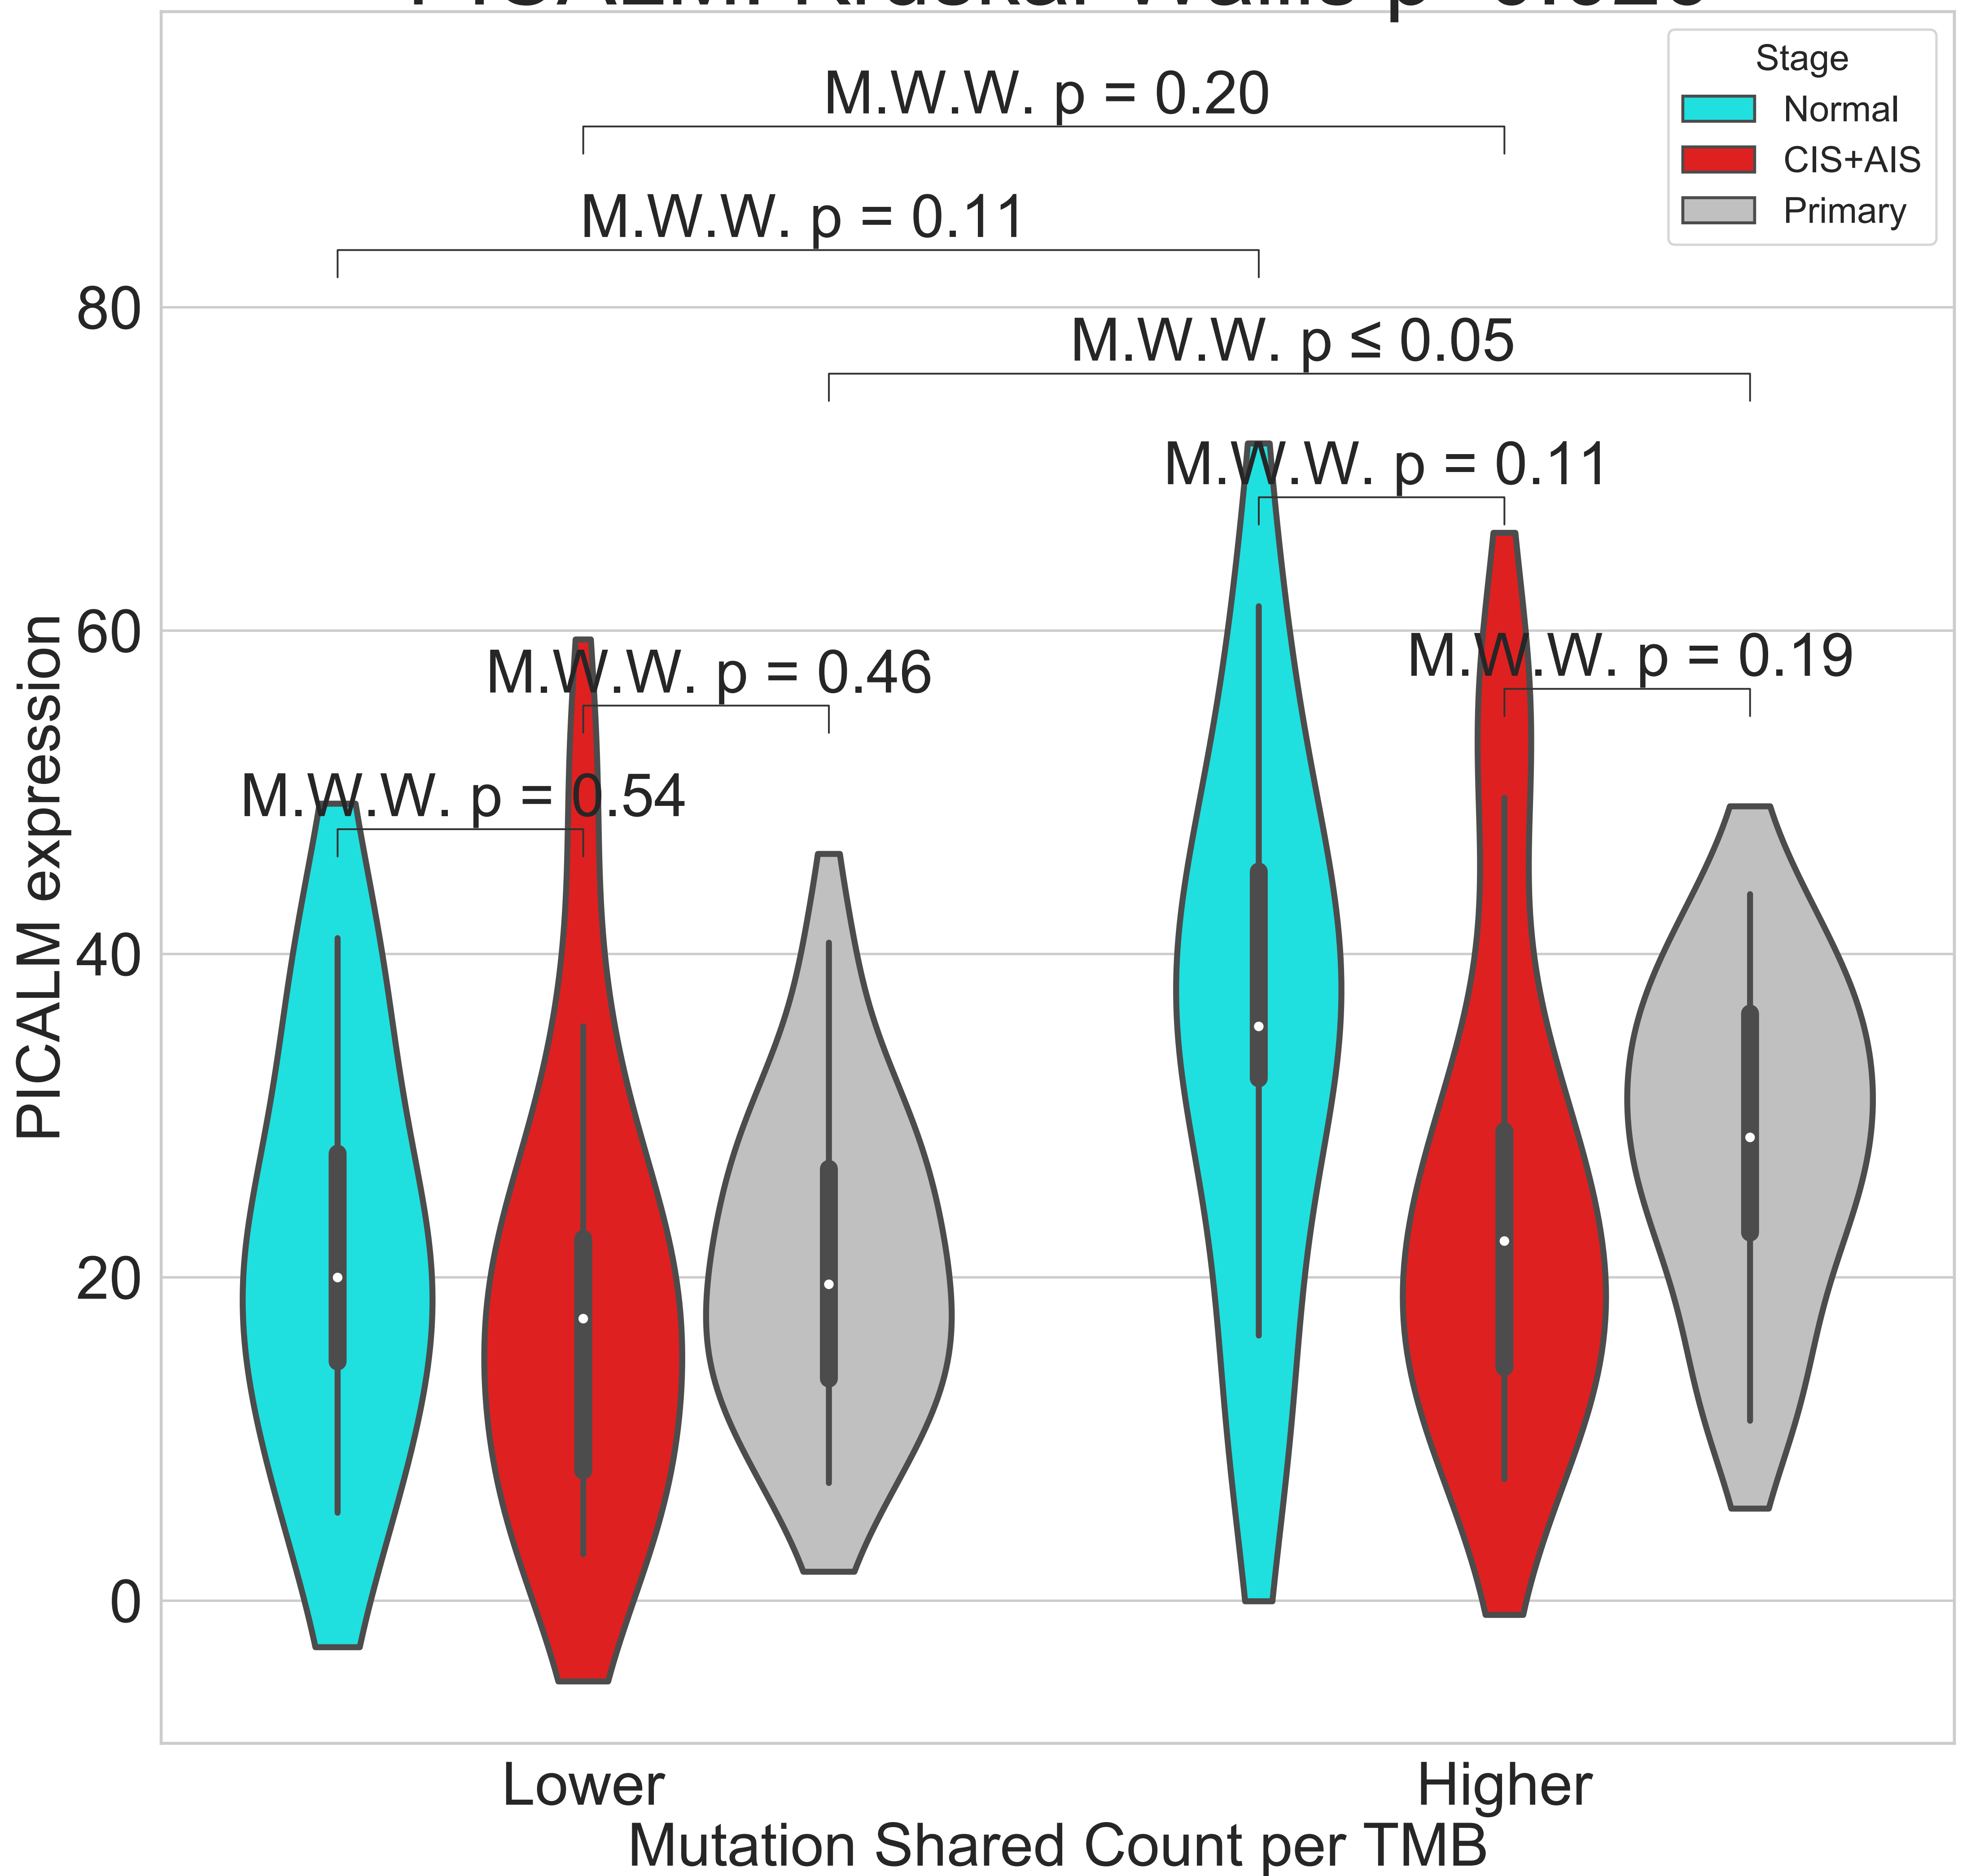 Stage
Normal
CIS+AIS
Primary
M.W.W. p = 0.20
M.W.W. p = 0.11
M.W.W. p ≤ 0.05
M.W.W. p = 0.11
M.W.W. p = 0.19
M.W.W. p = 0.46
M.W.W. p = 0.54
80
60
40
20
0
PICALM expression
Lower
Higher
Mutation Shared Count per TMB